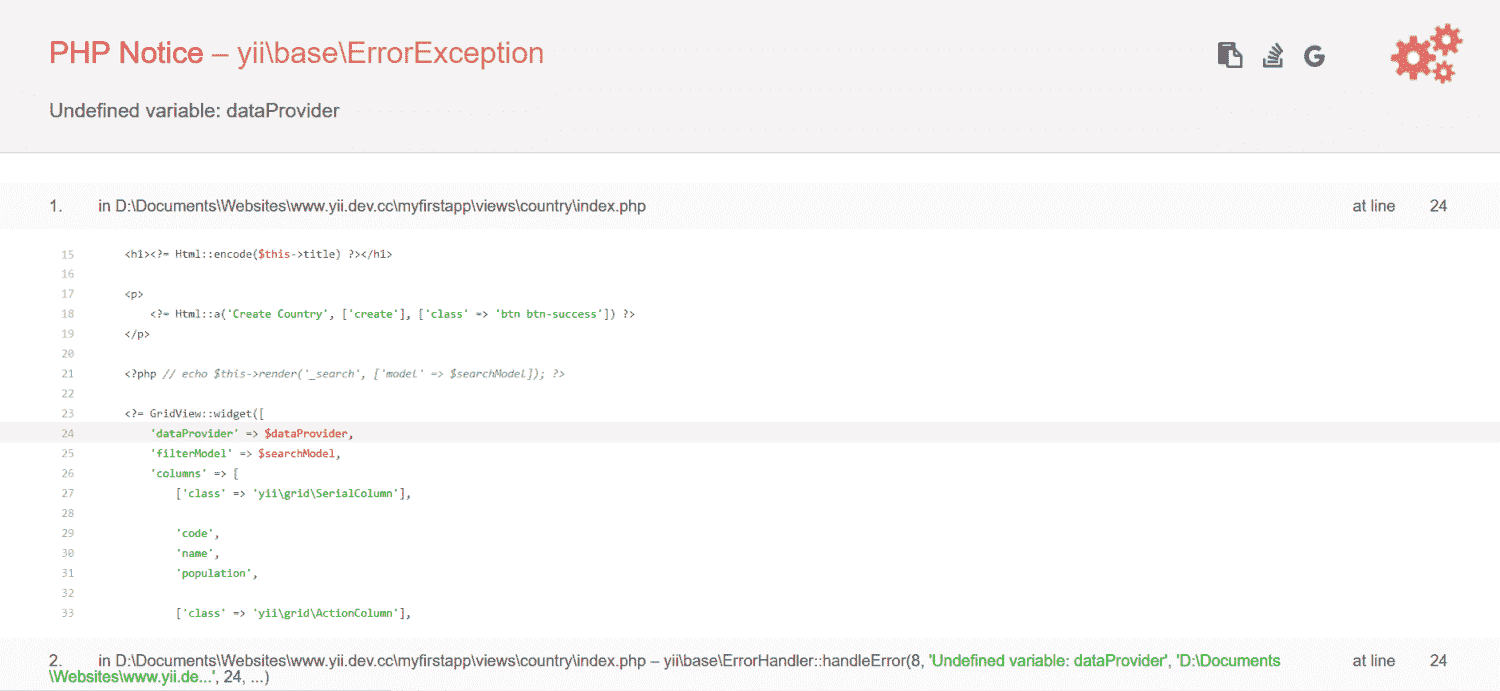 PHP Notice – yii\base\ErrorException
Undefined variable: dataProvider
1. in D:\Documents\Websites\www.yii.dev.cc\myfirstapp\views\country\index.php at line 24
15 <h1><?= Html::encode($this->title) ?></h1>
16
17 <p>
18 <?= Html::a('Create Country', ['create'], ['class' => 'btn btn-success']) ?>
19 </p>
20
21 <?php // echo $this->render('_search', ['model' => $searchModel]); ?>
22
23 <?= GridView::widget([
24 'dataProvider' => $dataProvider,
25 'filterModel' => $searchModel,
26 'columns' => [
27 ['class' => 'yii\grid\SerialColumn'],
28
29 'code',
30 'name',
31 'population',
32
33 ['class' => 'yii\grid\ActionColumn'],
2. in D:\Documents\Websites\www.yii.dev.cc\myfirstapp\views\country\index.php – yii\base\ErrorHandler::handleError(8, 'Undefined variable: dataProvider', 'D:\Documents at line 24
\Websites\www.yii.de...', 24, ...)